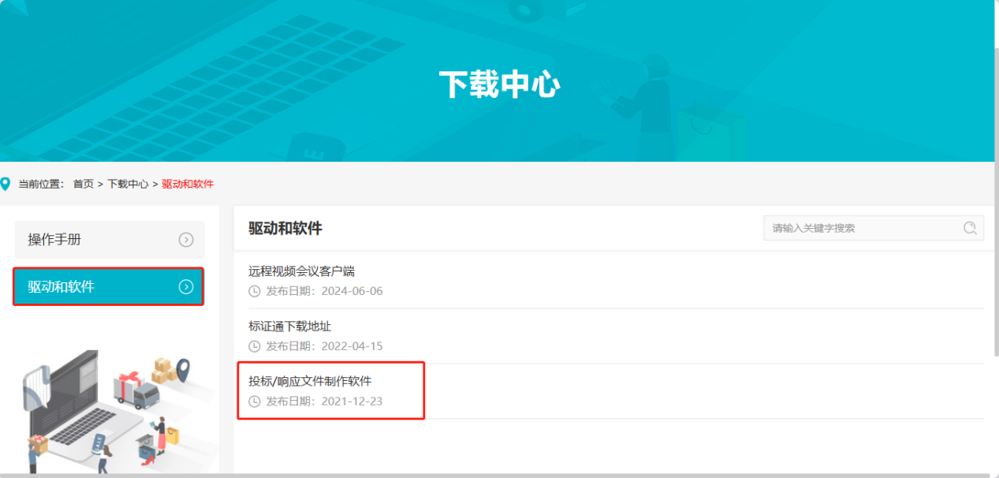 下载中心
当前位置： 首页 > 下载中心 > 驱动和软件
操作手册
驱动和软件
驱动和软件
请输入关键字搜索
远程视频会议客户端
发布日期：2024-06-06
标证通下载地址
发布日期：2022-04-15
投标/响应文件制作软件
发布日期：2021-12-23